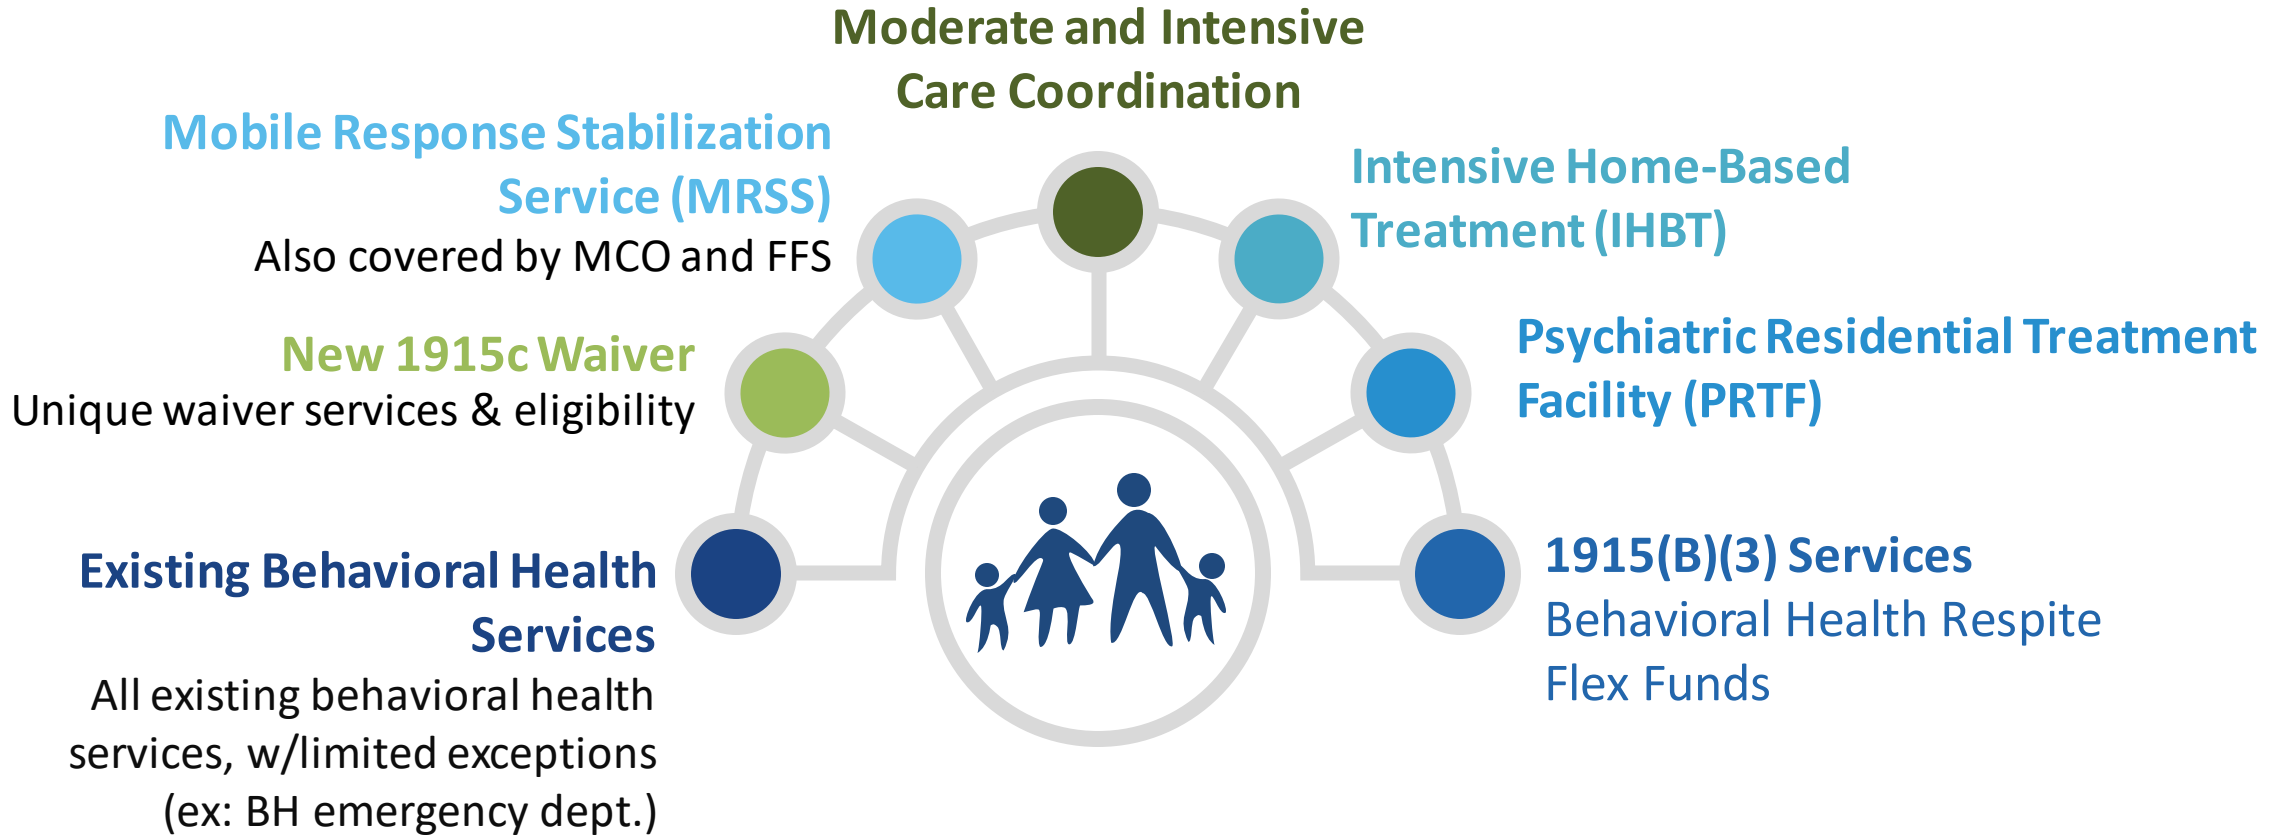 Moderate and Intensive
Care Coordination
Mobile Response Stabilization
Service (MRSS)
Also covered by MCO and FFS
Intensive Home-Based
Treatment (IHBT)
New 1915c Waiver
Unique waiver services & eligibility
Psychiatric Residential Treatment
Facility (PRTF)
Existing Behavioral Health
Services
All existing behavioral health
services, w/limited exceptions
(ex: BH emergency dept.)
1915(B)(3) Services
Behavioral Health Respite
Flex Funds